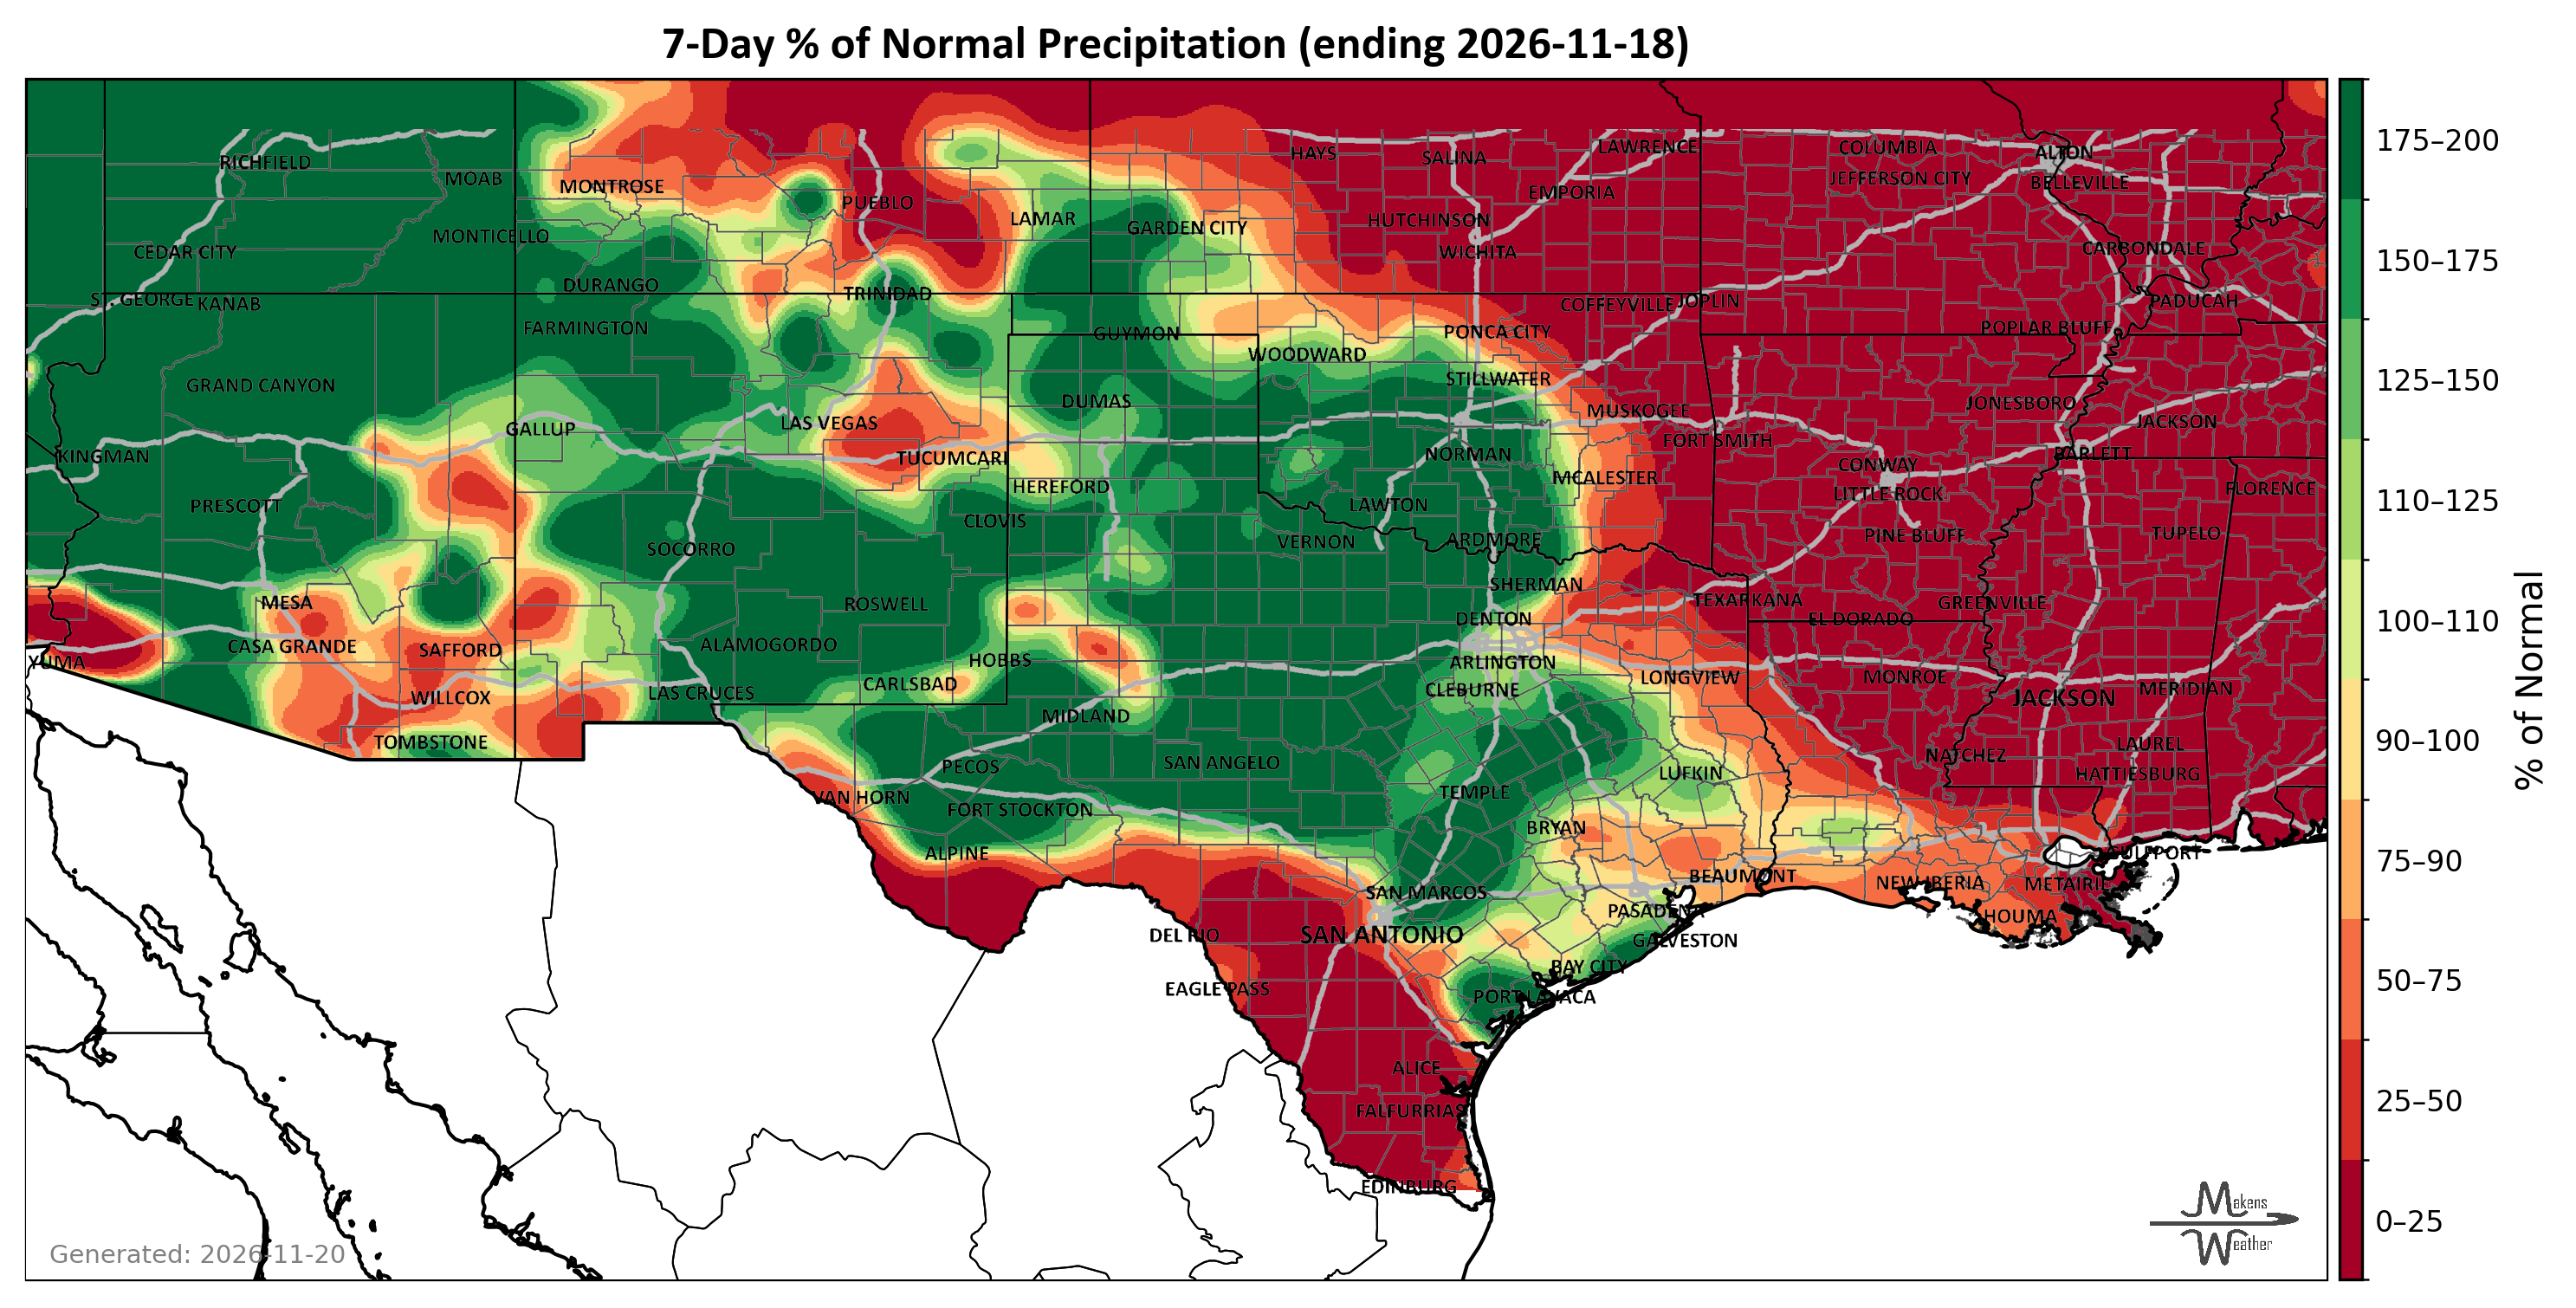 7-Day % of Normal Precipitation (ending 2026-11-18)
HAYS
SALINA
LAWRENCE
COLUMBIA
ALTON
RICHFIELD
MOAB
MONTROSE
PUEBLO
EMPORIA
JEFFERSON CITY
BELLEVILLE
LAMAR
GARDEN CITY
HUTCHINSON
CEDAR CITY
MONTICELLO
WICHITA
CARBONDALE
DURANGO
TRINIDAD
ST. GEORGE
KANAB
COFFEYVILLE
JOPLIN
PADUCAH
FARMINGTON
GUYMON
PONCA CITY
POPLAR BLUFF
WOODWARD
GRAND CANYON
STILLWATER
DUMAS
MUSKOGEE
JONESBORO
JACKSON
GALLUP
LAS VEGAS
FORT SMITH
KINGMAN
TUCUMCARI
NORMAN
CONWAY
BARLETT
HEREFORD
MCALESTER
LITTLE ROCK
FLORENCE
PRESCOTT
LAWTON
CLOVIS
PINE BLUFF
TUPELO
SOCORRO
VERNON
ARDMORE
SHERMAN
MESA
ROSWELL
TEXARKANA
GREENVILLE
DENTON
EL DORADO
CASA GRANDE
SAFFORD
ALAMOGORDO
YUMA
HOBBS
ARLINGTON
LONGVIEW
MONROE
CARLSBAD
CLEBURNE
MERIDIAN
WILLCOX
LAS CRUCES
JACKSON
MIDLAND
TOMBSTONE
LAUREL
NATCHEZ
PECOS
SAN ANGELO
LUFKIN
HATTIESBURG
VAN HORN
FORT STOCKTON
TEMPLE
BRYAN
ALPINE
GULFPORT
BEAUMONT
NEW IBERIA
METAIRIE
SAN MARCOS
PASADENA
HOUMA
DEL RIO
SAN ANTONIO
GALVESTON
BAY CITY
EAGLE PASS
PORT LAVACA
ALICE
FALFURRIAS
EDINBURG
Generated: 2026-11-20
Makens
Weather
175–200
150–175
125–150
110–125
100–110
90–100
75–90
50–75
25–50
0–25
% of Normal